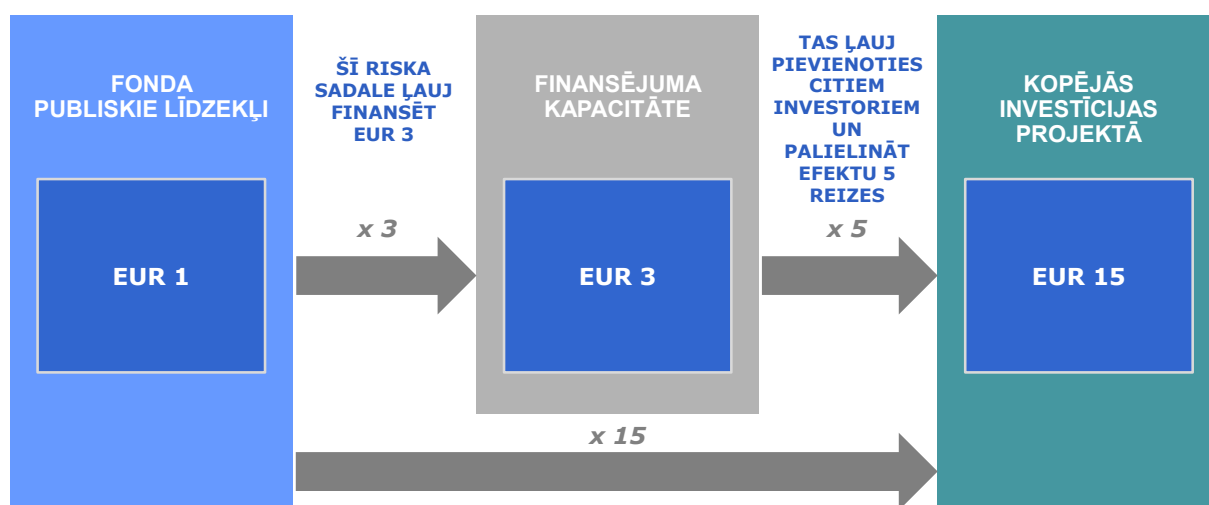 FONDA
PUBLISKIE LĪDZEKĻI
EUR 1
ŠĪ RISKA
SADALE ĻAUJ
FINANSĒT
EUR 3
x 3
FINANSĒJUMA
KAPACITĀTE
EUR 3
TAS ĻAUJ
PIEVIENOTIES
CITIEM
INVESTORIEM
UN
PALIELINĀT
EFEKTU 5
REIZES
x 5
KOPĒJĀS
INVESTĪCIJAS
PROJEKTĀ
EUR 15
x 15